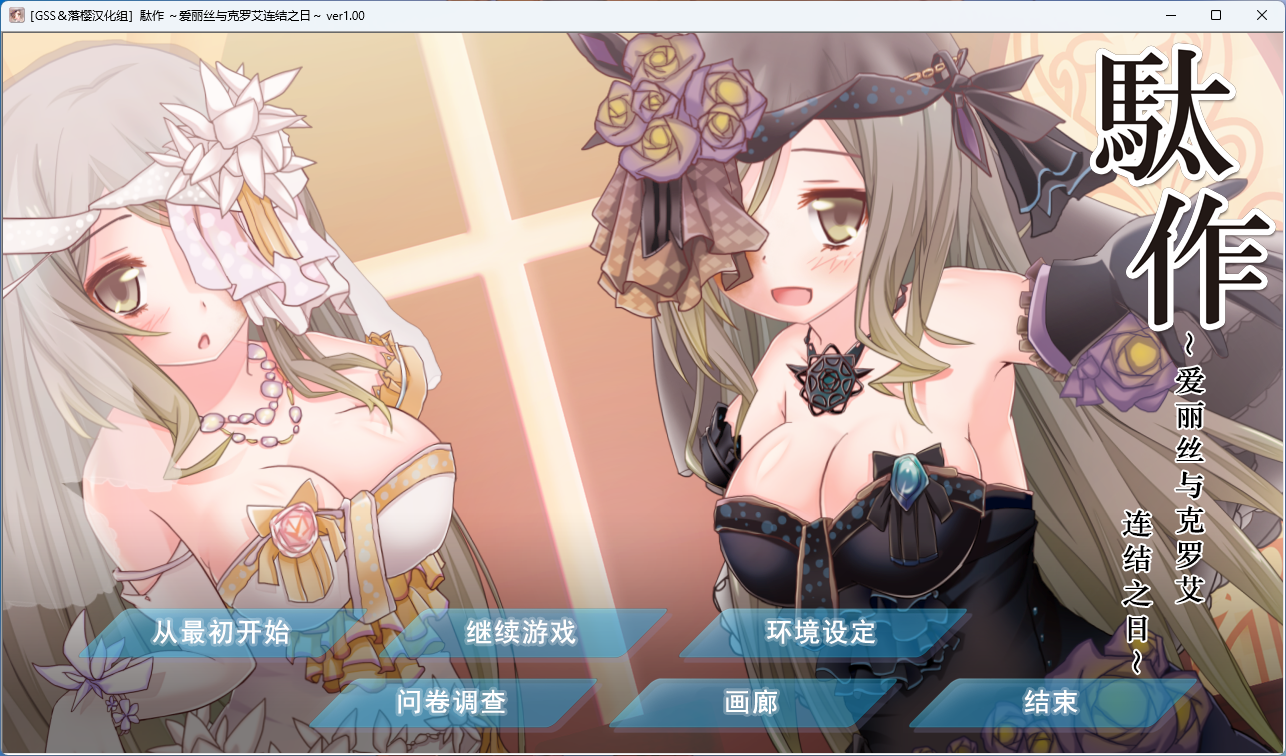 [GSS&落樱汉化组] 駄作 ～爱丽丝与克罗艾连结之日～ ver1.00
駄作
～爱丽丝与克罗艾
连结之日～
从最初开始
继续游戏
环境设定
问卷调查
画廊
结束